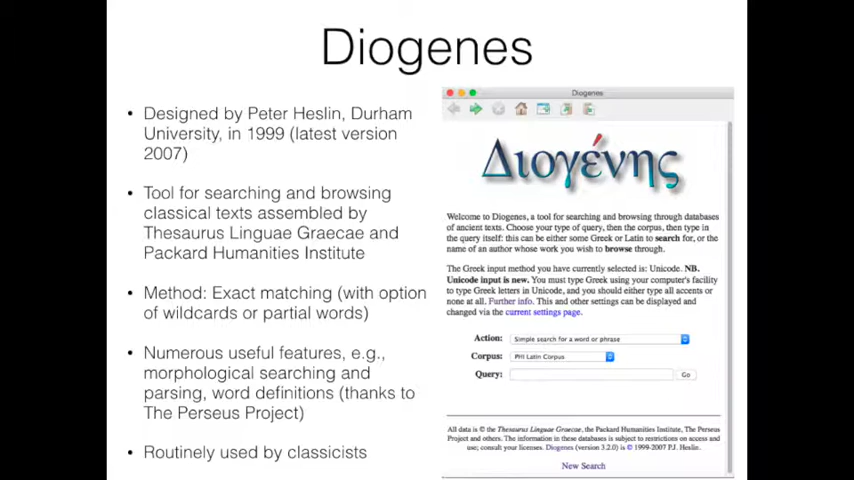 Diogenes
• Designed by Peter Heslin, Durham
University, in 1999 (latest version
2007)
• Tool for searching and browsing
classical texts assembled by
Thesaurus Linguae Graecae and
Packard Humanities Institute
• Method: Exact matching (with option
of wildcards or partial words)
• Numerous useful features, e.g.,
morphological searching and
parsing, word definitions (thanks to
The Perseus Project)
• Routinely used by classicists
Diogenes
Διογένης
Welcome to Diogenes, a tool for searching and browsing through databases
of ancient texts. Choose your type of query, then the corpus, then type in
the query itself: this can be either some Greek or Latin to search for, or the
name of an author whose work you wish to browse through.
The Greek input method you have currently selected is: Unicode. NB.
Unicode input is new. You must type Greek using your computer's facility
to type Greek letters in Unicode, and you should either type all accents or
none at all. Further info. This and other settings can be displayed and
changed via the current settings page.
Action: Simple search for a word or phrase
Corpus: PHI Latin Corpus
Query: Go
All data is © the Thesaurus Linguae Graecae, the Packard Humanities Institute, The Perseus
Project and others. The information in these databases is subject to restrictions on access and
use; consult your licenses. Diogenes (version 3.2.0) is © 1999-2007 P.J. Heslin.
New Search